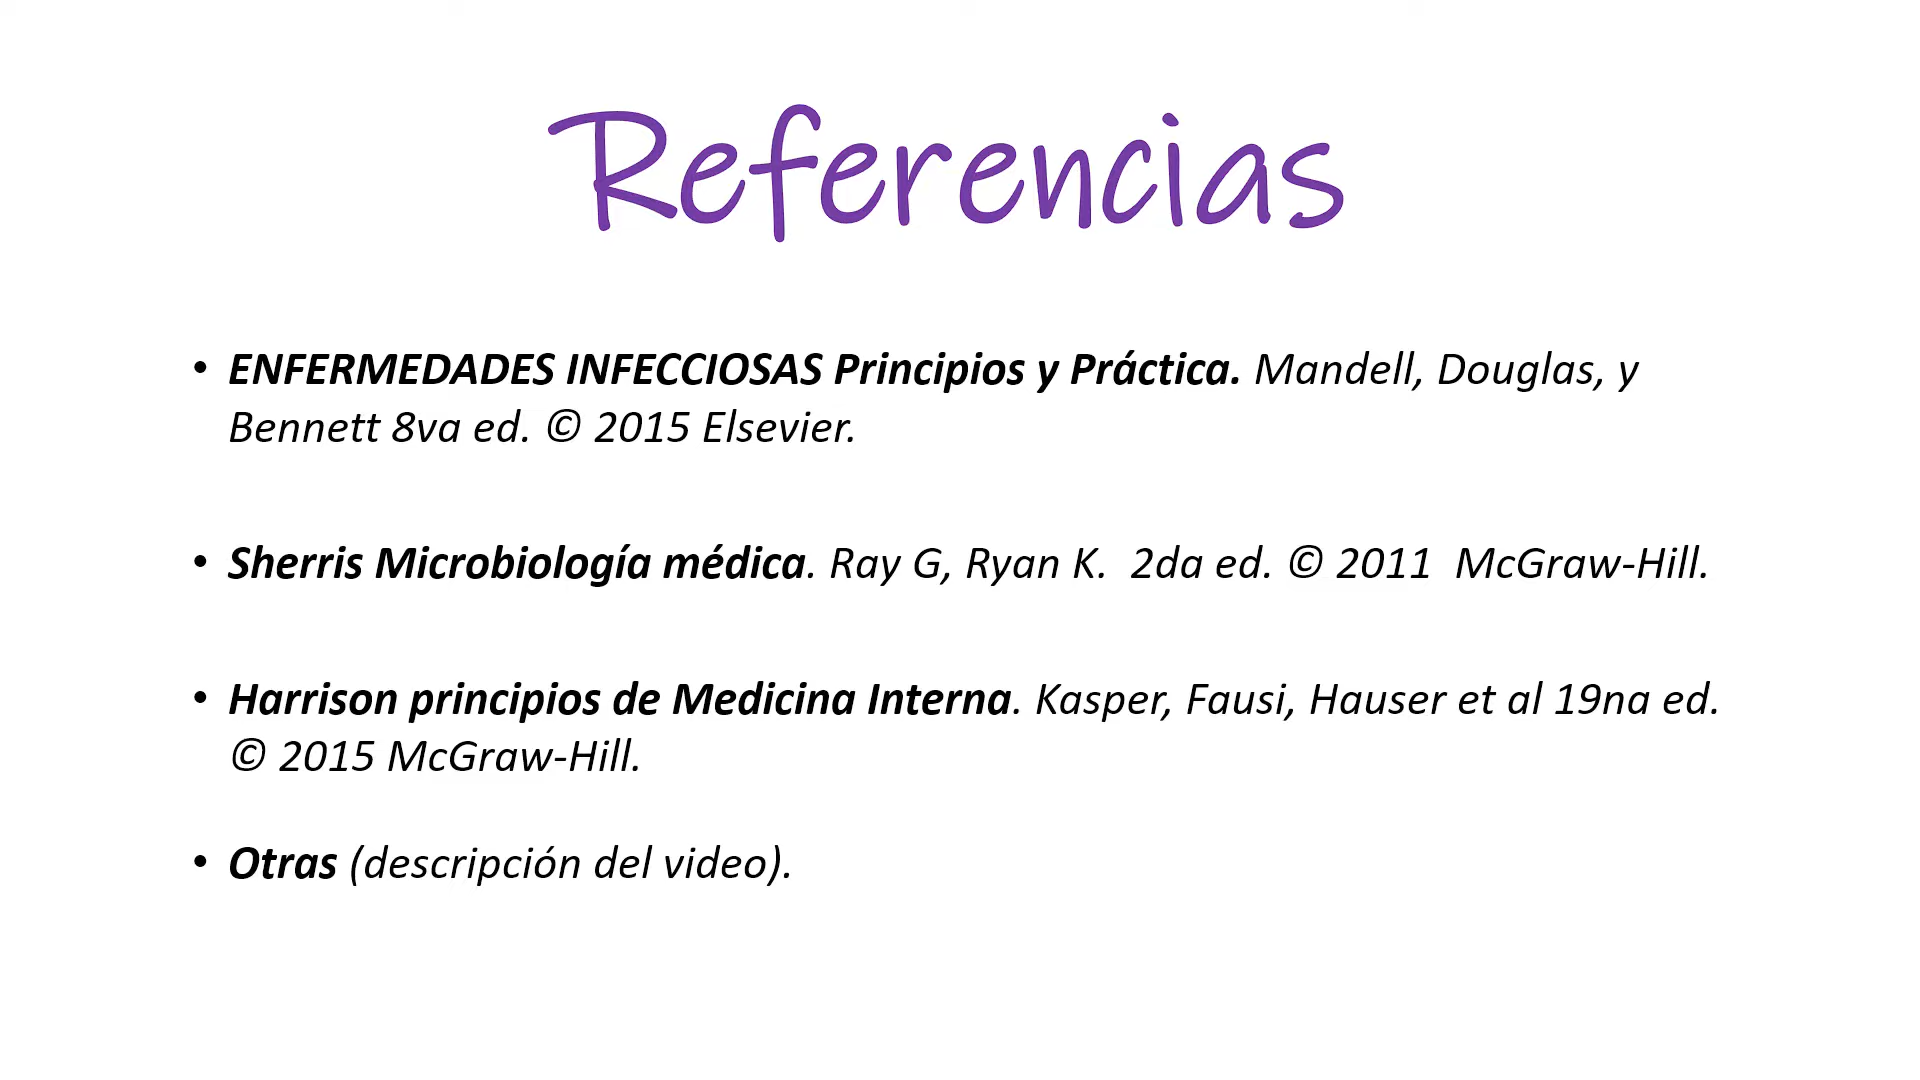 Referencias
• ENFERMEDADES INFECCIOSAS Principios y Práctica. Mandell, Douglas, y
Bennett 8va ed. © 2015 Elsevier.
• Sherris Microbiología médica. Ray G, Ryan K.  2da ed. © 2011  McGraw-Hill.
• Harrison principios de Medicina Interna. Kasper, Fausi, Hauser et al 19na ed.
© 2015 McGraw-Hill.
• Otras (descripción del video).